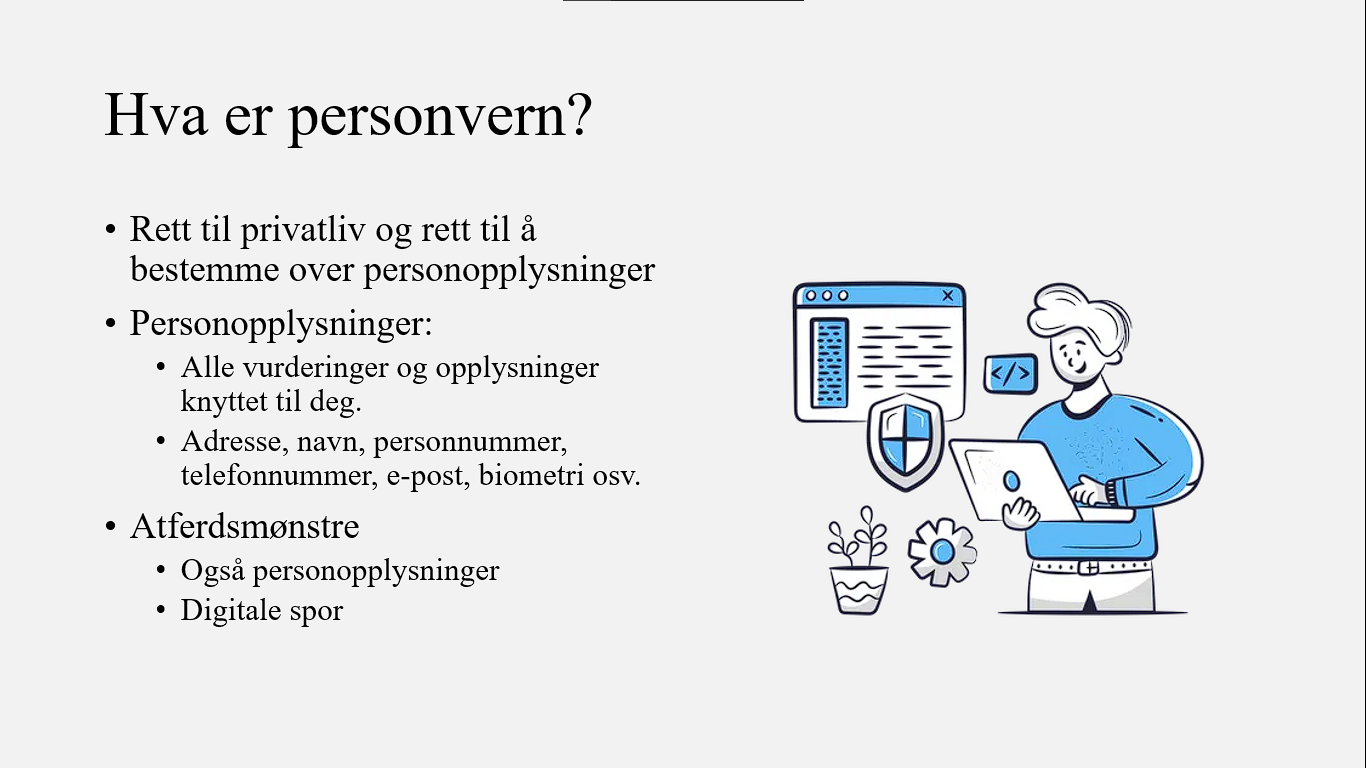 Hva er personvern?
• Rett til privatliv og rett til å
bestemme over personopplysninger
• Personopplysninger:
• Alle vurderinger og opplysninger
knyttet til deg.
• Adresse, navn, personnummer,
telefonnummer, e-post, biometri osv.
• Atferdsmønstre
• Også personopplysninger
• Digitale spor
</>